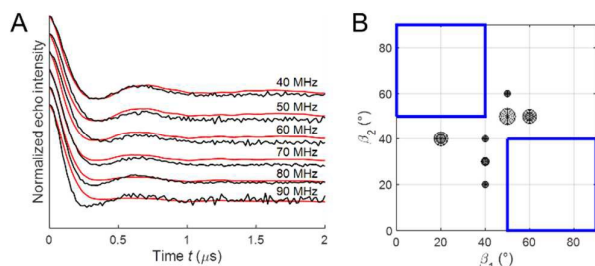 A
Normalized echo intensity
40 MHz
50 MHz
60 MHz
70 MHz
80 MHz
90 MHz
0 0.5 1 1.5 2
Time t (μs)
B
β₂ (°)
80
60
40
20
0
0 20 40 60 80